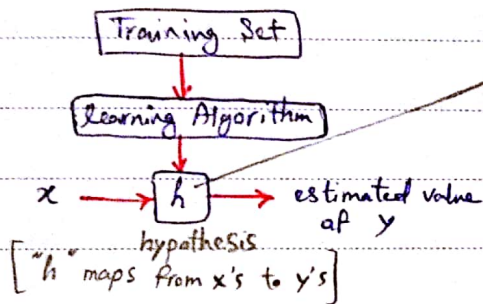 Training Set
Learning Algorithm
x h estimated value
of y
hypothesis
["h" maps from x's to y's]